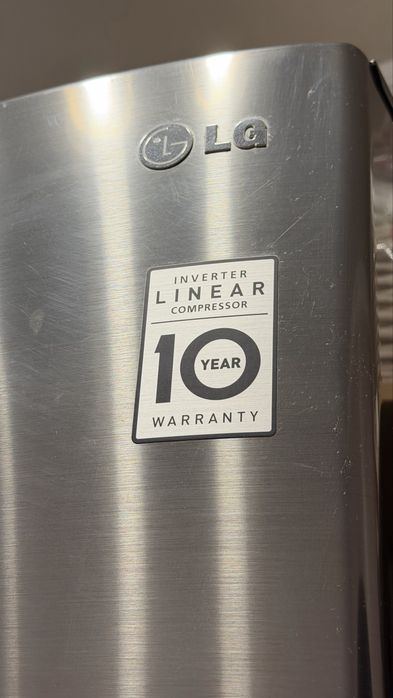 LG
INVERTER
LINEAR
COMPRESSOR
10 YEAR
WARRANTY